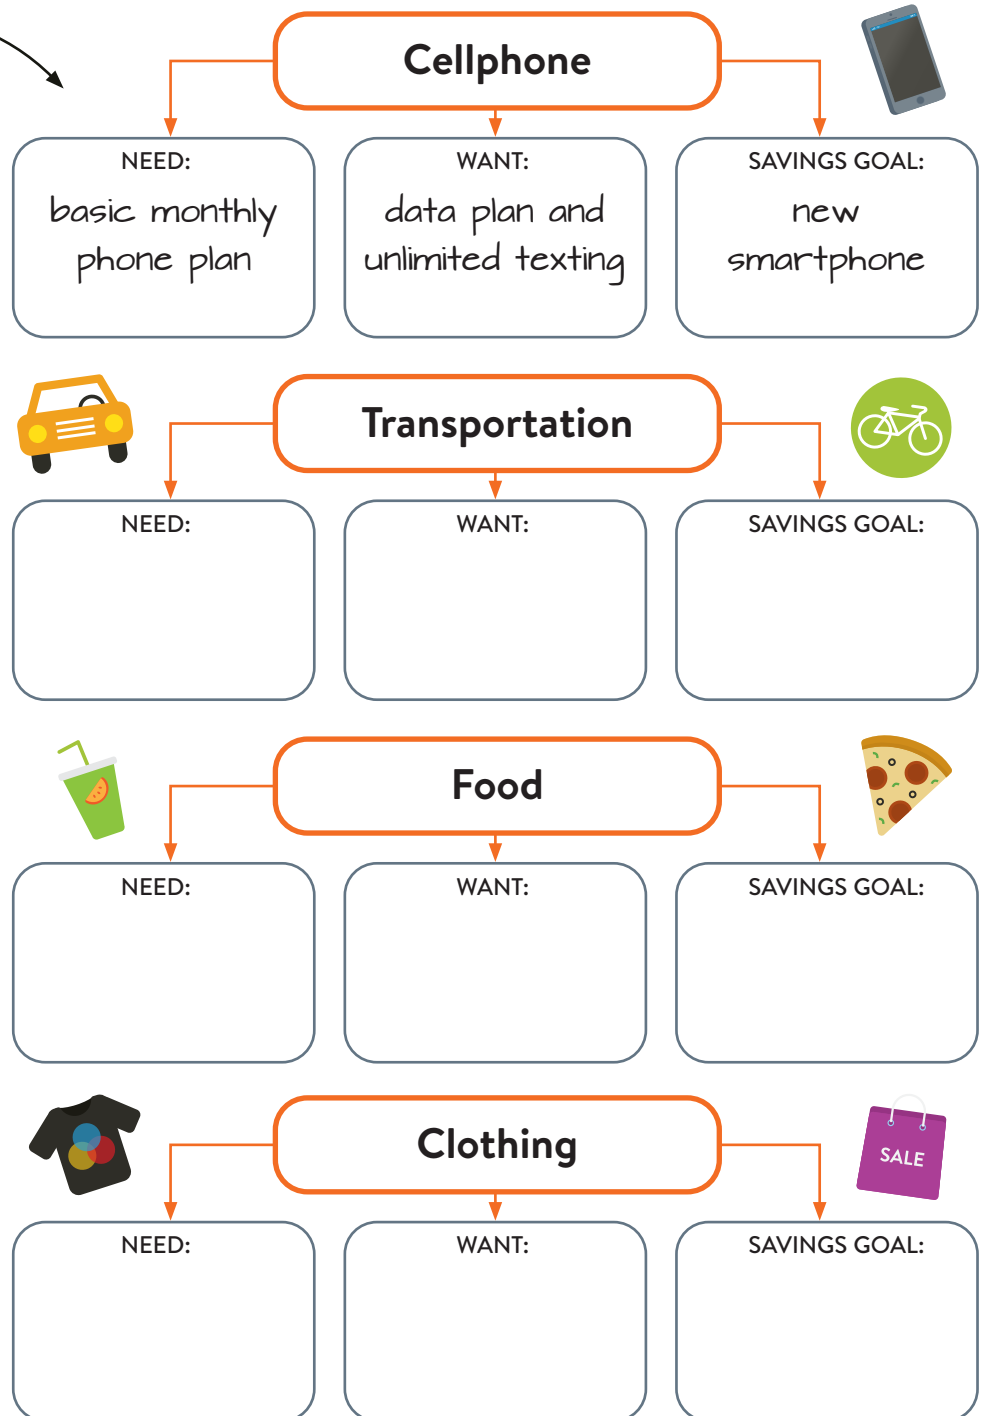 Cellphone
NEED:
basic monthly
phone plan
WANT:
data plan and
unlimited texting
SAVINGS GOAL:
new
smartphone
Transportation
NEED:
WANT:
SAVINGS GOAL:
Food
NEED:
WANT:
SAVINGS GOAL:
Clothing
SALE
NEED:
WANT:
SAVINGS GOAL: